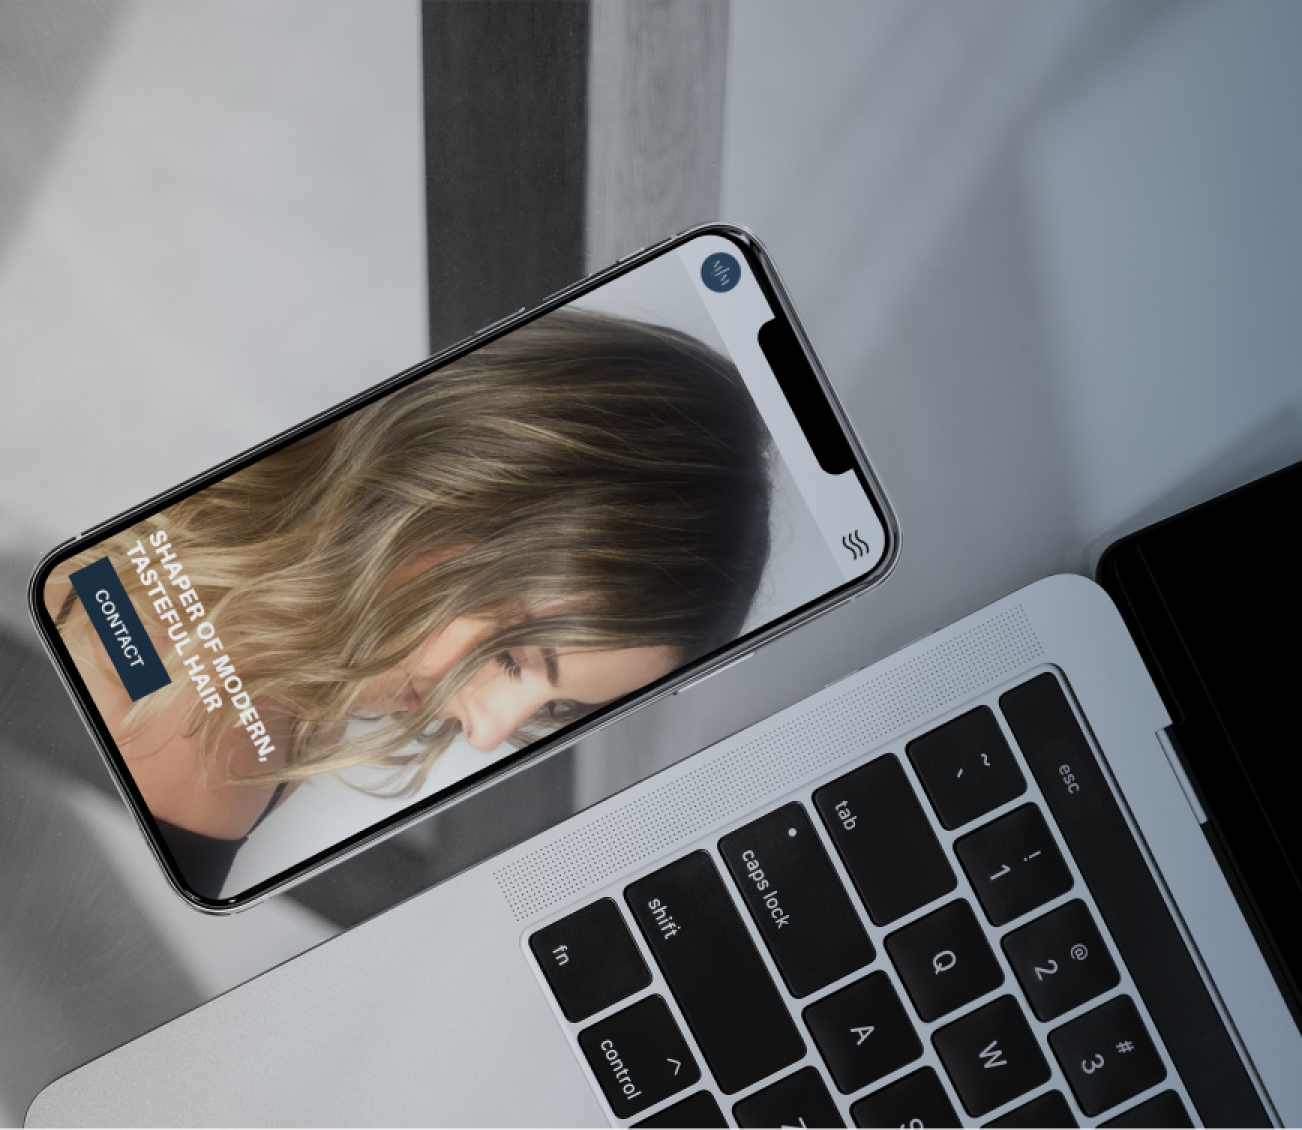 SHAPER OF MODERN,
TASTEFUL HAIR
CONTACT
esc
~
`
!
1
@
2
#
3
tab
Q
W
caps lock
A
S
shift
Z
fn
control